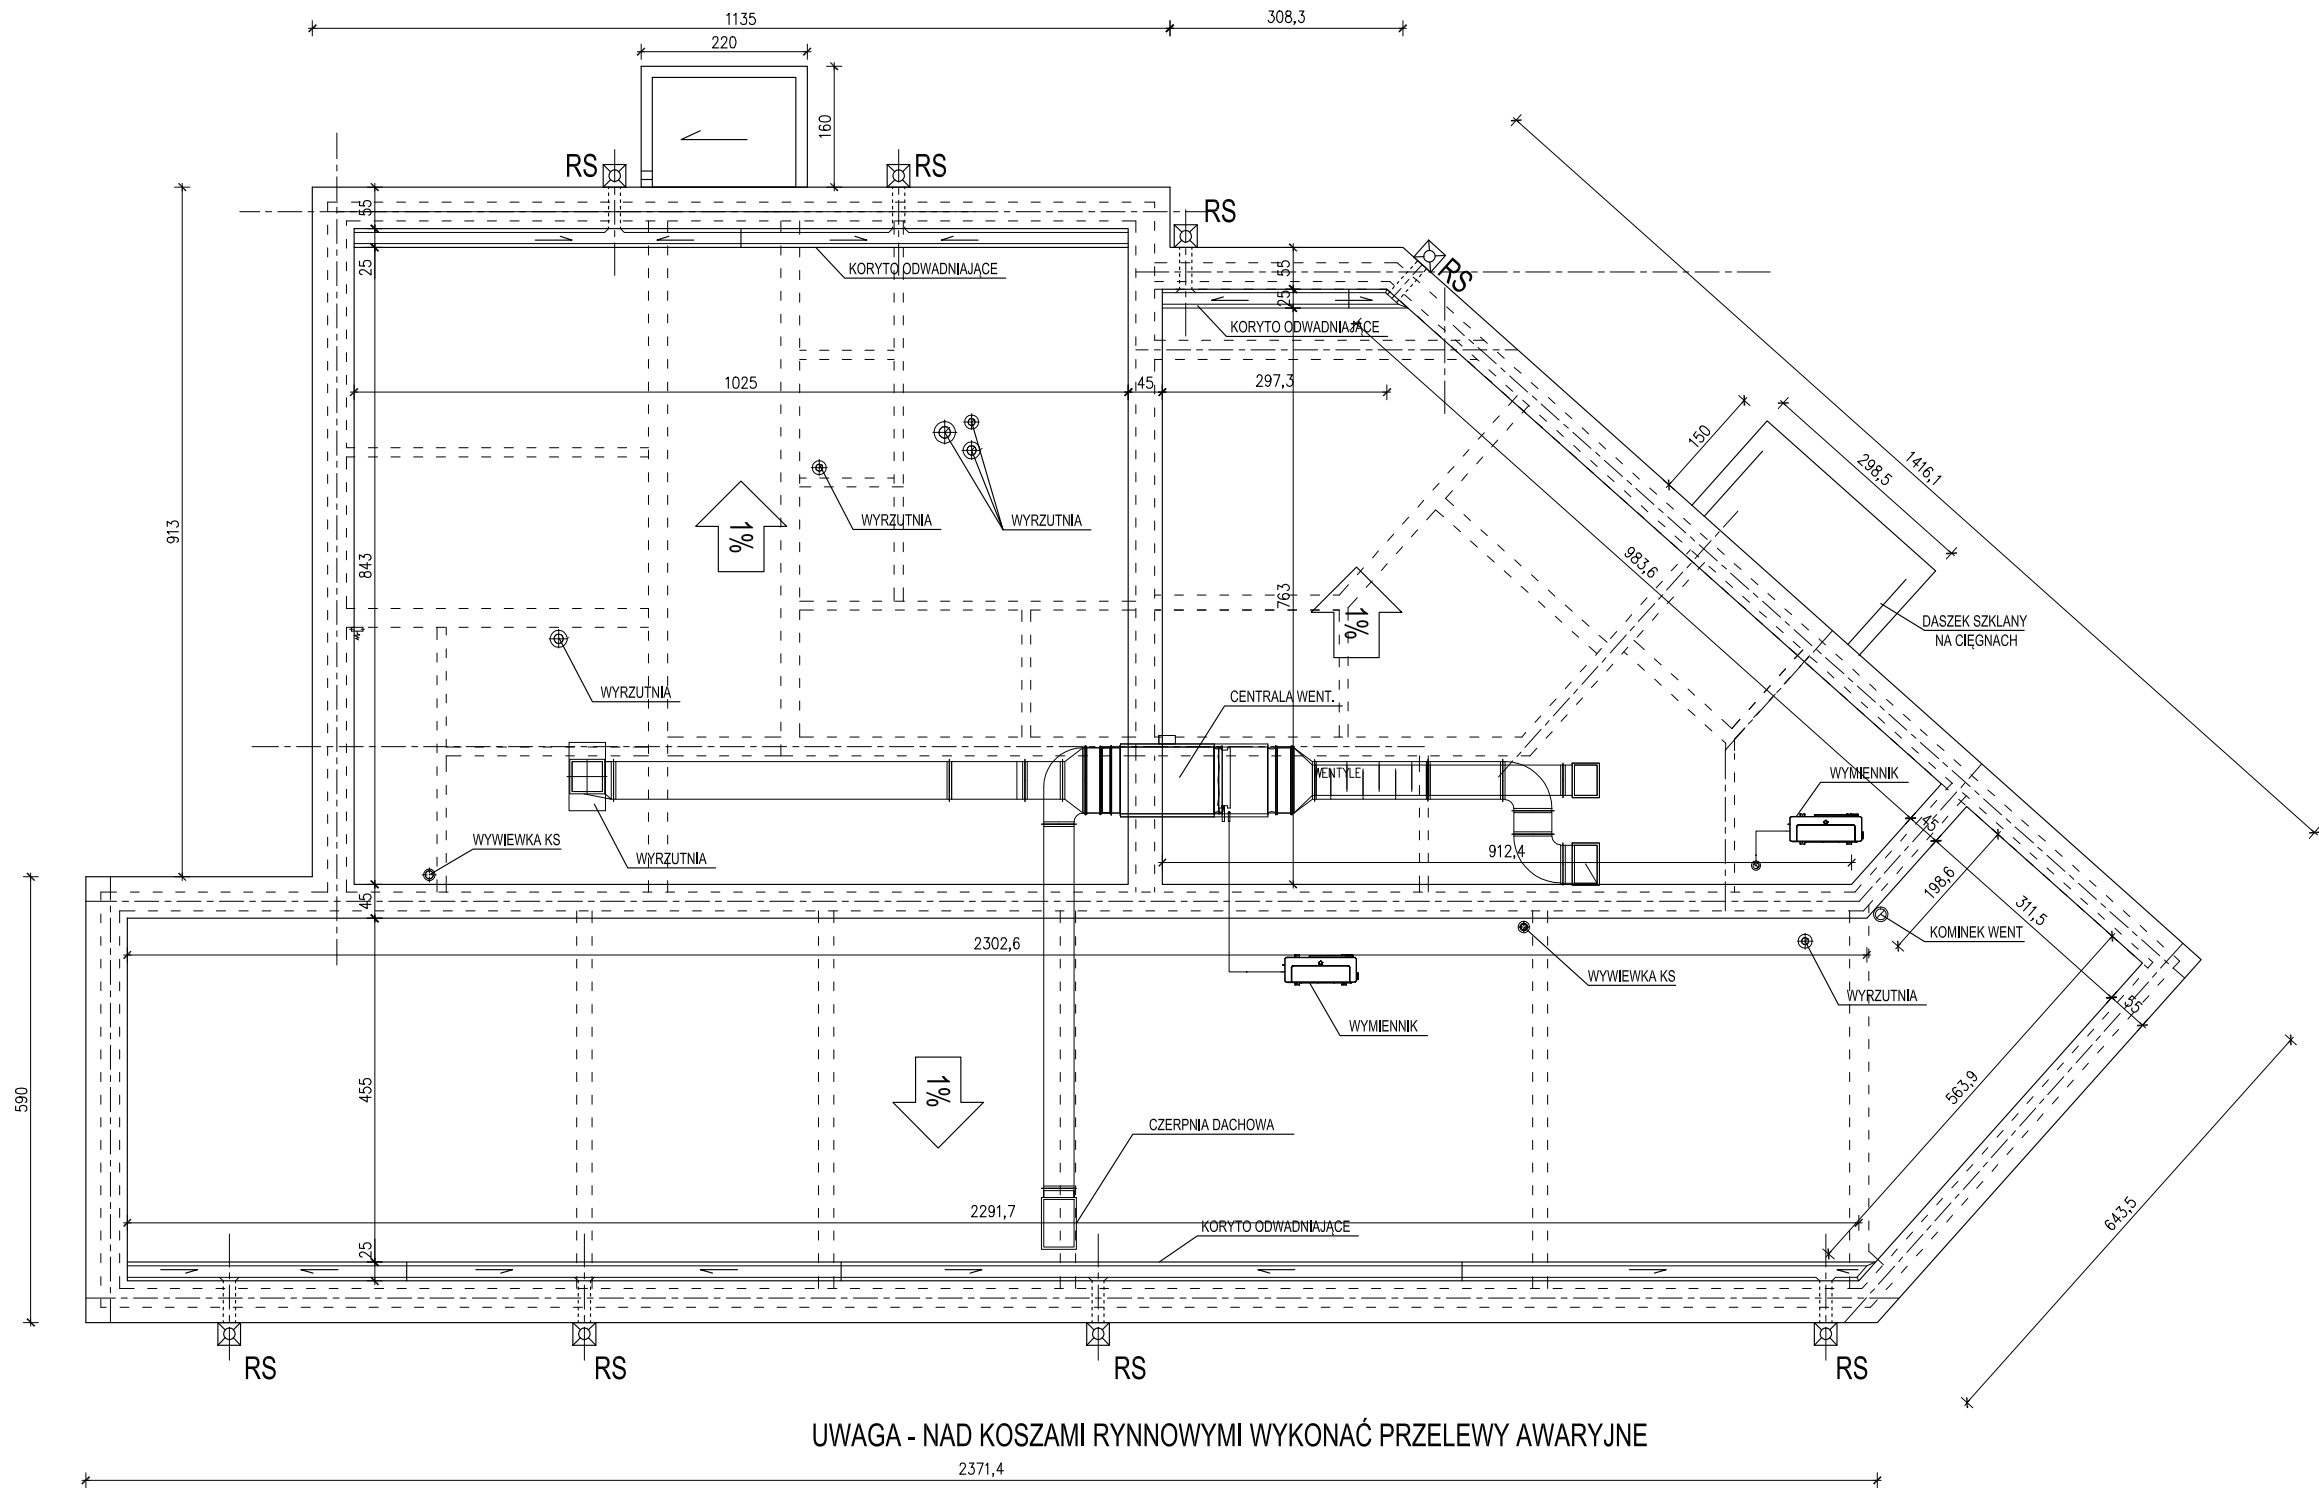 1135
308,3
220
160
RS
RS
RS
RS
55
25
KORYTO ODWADNIAJĄCE
55
25
KORYTO ODWADNIAJĄCE
1025
45
297,3
150
298,5
1416,1
913
843
763
983,6
1%
1%
WYRZUTNIA
WYRZUTNIA
WYRZUTNIA
DASZEK SZKLANY
NA CIĘGNACH
CENTRALA WENT.
WENTYLE
WYMIENNIK
WYWIEWKA KS
WYRZUTNIA
912,4
45
198,6
311,5
45
KOMINEK WENT
2302,6
WYWIEWKA KS
WYRZUTNIA
55
WYMIENNIK
590
455
1%
563,9
643,5
CZERPNIA DACHOWA
2291,7
KORYTO ODWADNIAJĄCE
25
RS
RS
RS
RS
UWAGA - NAD KOSZAMI RYNNOWYMI WYKONAĆ PRZELEWY AWARYJNE
2371,4